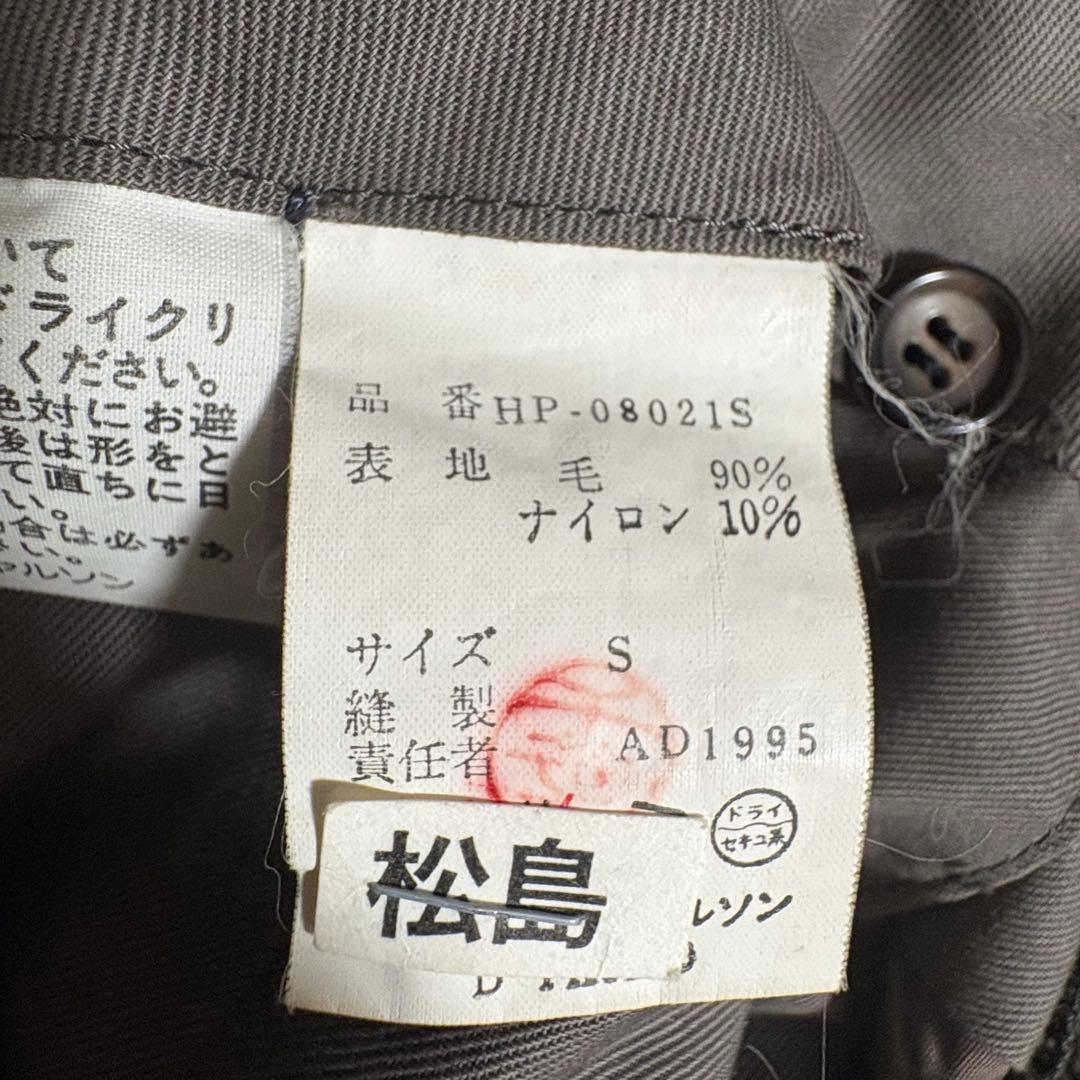 いて
ドライクリ
ください。
絶対にお避
後は形をと
て直ちに日
い。
合は必ずあ
さい。
ャルソン
品 番 HP-08021S
表 地 毛 90%
ナイロン 10%
サイズ S
縫 製
責任者 AD1995
ドライ
セキユ系
松島
ルソン